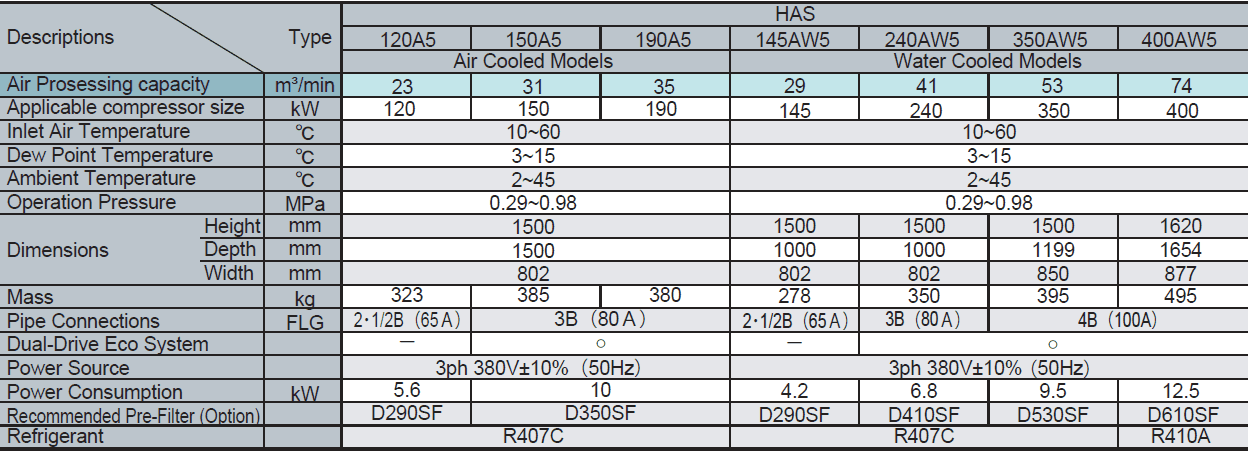 HAS
Descriptions Type 120A5 150A5 190A5 145AW5 240AW5 350AW5 400AW5
Air Cooled Models Water Cooled Models
Air Prosessing capacity m³/min 23 31 35 29 41 53 74
Applicable compressor size kW 120 150 190 145 240 350 400
Inlet Air Temperature ℃ 10~60 10~60
Dew Point Temperature ℃ 3~15 3~15
Ambient Temperature ℃ 2~45 2~45
Operation Pressure MPa 0.29~0.98 0.29~0.98
Height mm 1500 1500 1500 1500 1620
Dimensions Depth mm 1500 1000 1000 1199 1654
Width mm 802 802 802 850 877
Mass kg 323 385 380 278 350 395 495
Pipe Connections FLG 2・1/2B（65A） 3B（80A） 2・1/2B（65A） 3B（80A） 4B（100A）
Dual-Drive Eco System － ○ － ○
Power Source 3ph 380V±10%（50Hz） 3ph 380V±10%（50Hz）
Power Consumption kW 5.6 10 4.2 6.8 9.5 12.5
Recommended Pre-Filter (Option) D290SF D350SF D290SF D410SF D530SF D610SF
Refrigerant R407C R407C R410A